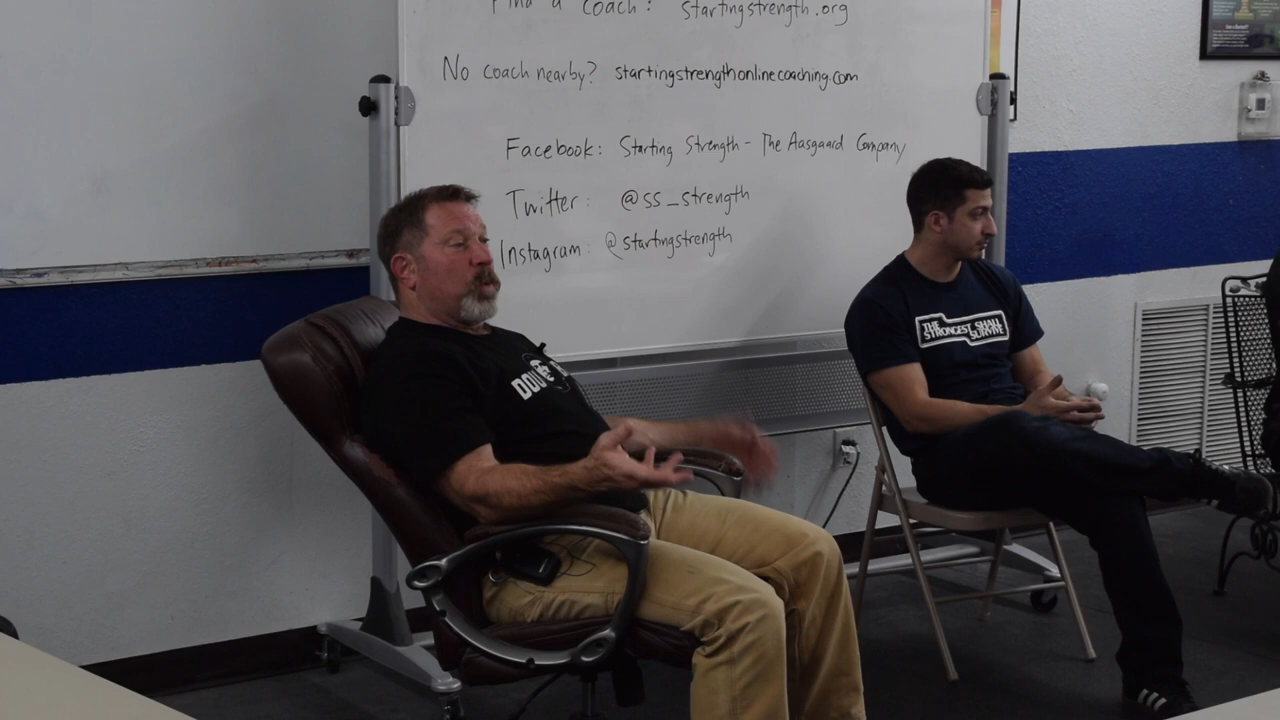 Find a coach: startingstrength.org
No coach nearby? startingstrengthonlinecoaching.com
Facebook: Starting Strength - The Aasgaard Company
Twitter: @ss_strength
Instagram: @startingstrength
THE
STRONGEST SHALL
SURVIVE